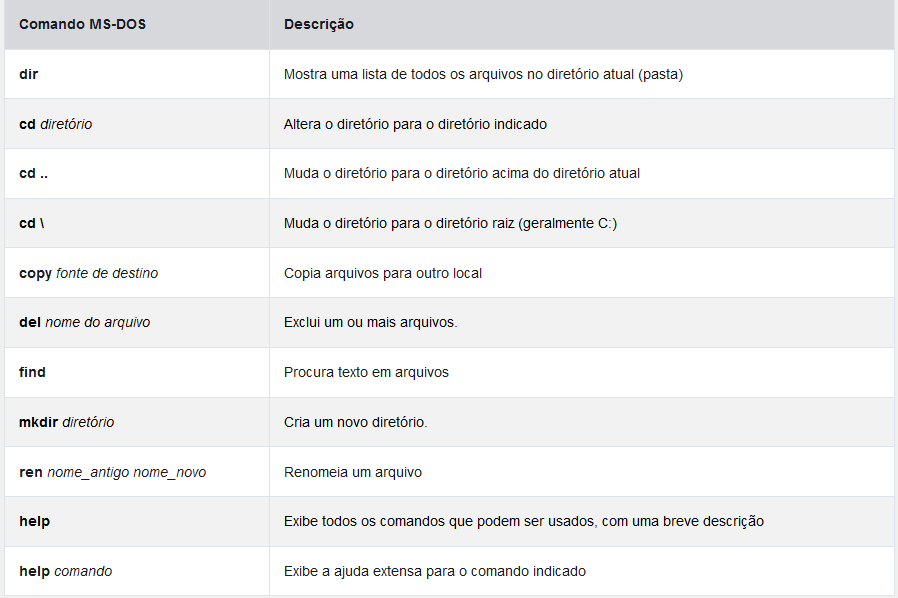 Comando MS-DOS Descrição
dir Mostra uma lista de todos os arquivos no diretório atual (pasta)
cd diretório Altera o diretório para o diretório indicado
cd .. Muda o diretório para o diretório acima do diretório atual
cd \ Muda o diretório para o diretório raiz (geralmente C:)
copy fonte de destino Copia arquivos para outro local
del nome do arquivo Exclui um ou mais arquivos.
find Procura texto em arquivos
mkdir diretório Cria um novo diretório.
ren nome_antigo nome_novo Renomeia um arquivo
help Exibe todos os comandos que podem ser usados, com uma breve descrição
help comando Exibe a ajuda extensa para o comando indicado